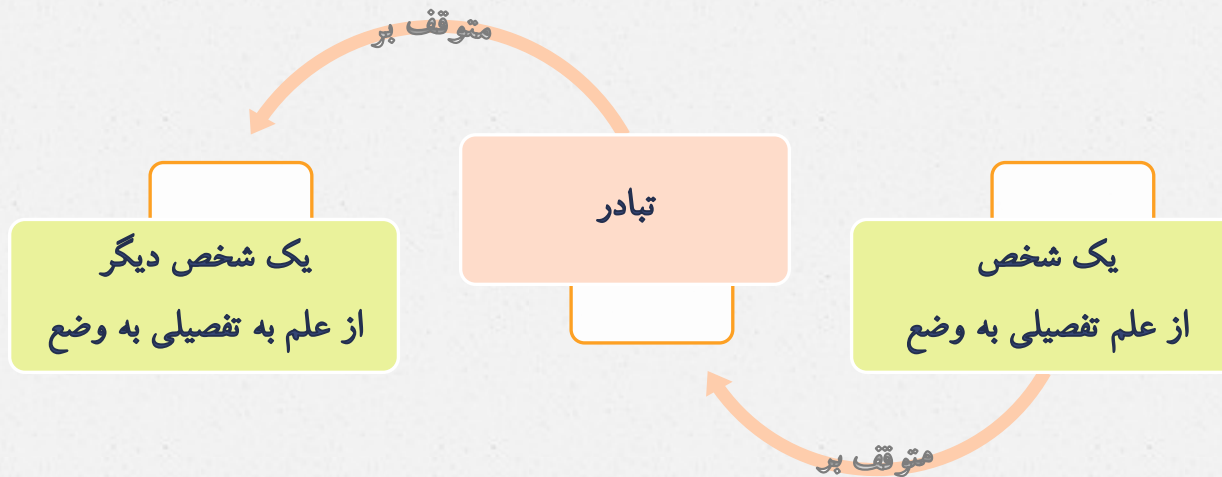 متوقف بر
یک شخص
از علم تفصیلی به وضع
تبادر
یک شخص دیگر
از علم به تفصیلی به وضع
متوقف بر